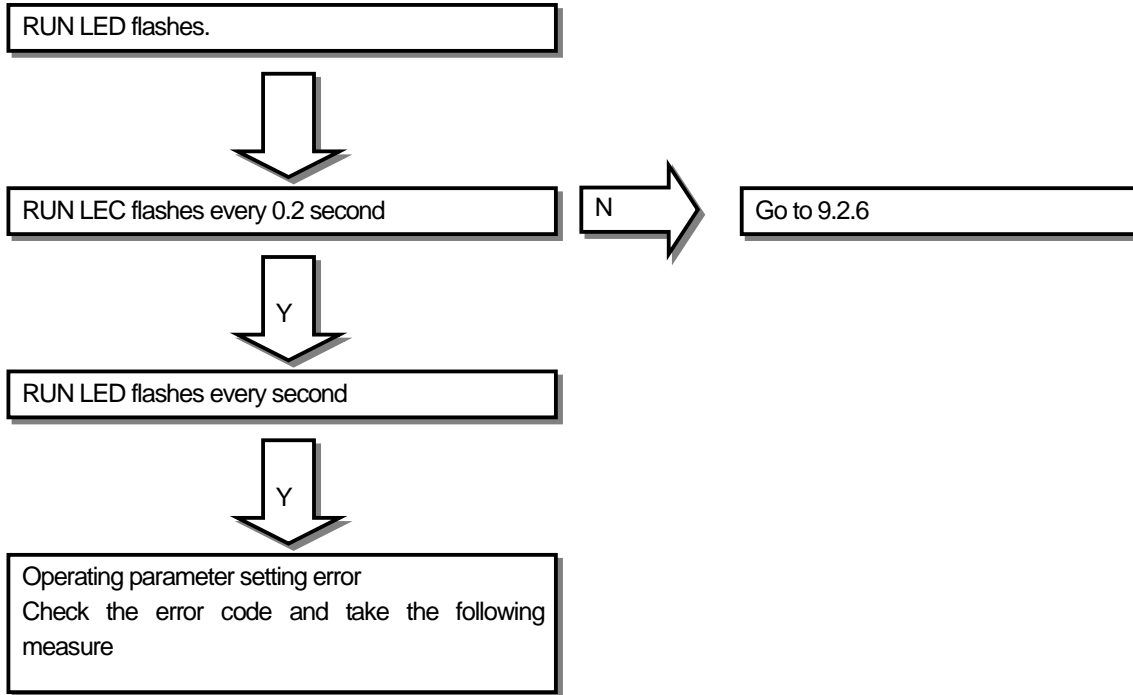 RUN LED flashes.
RUN LEC flashes every 0.2 second
N
Go to 9.2.6
Y
RUN LED flashes every second
Y
Operating parameter setting error
Check the error code and take the following
measure